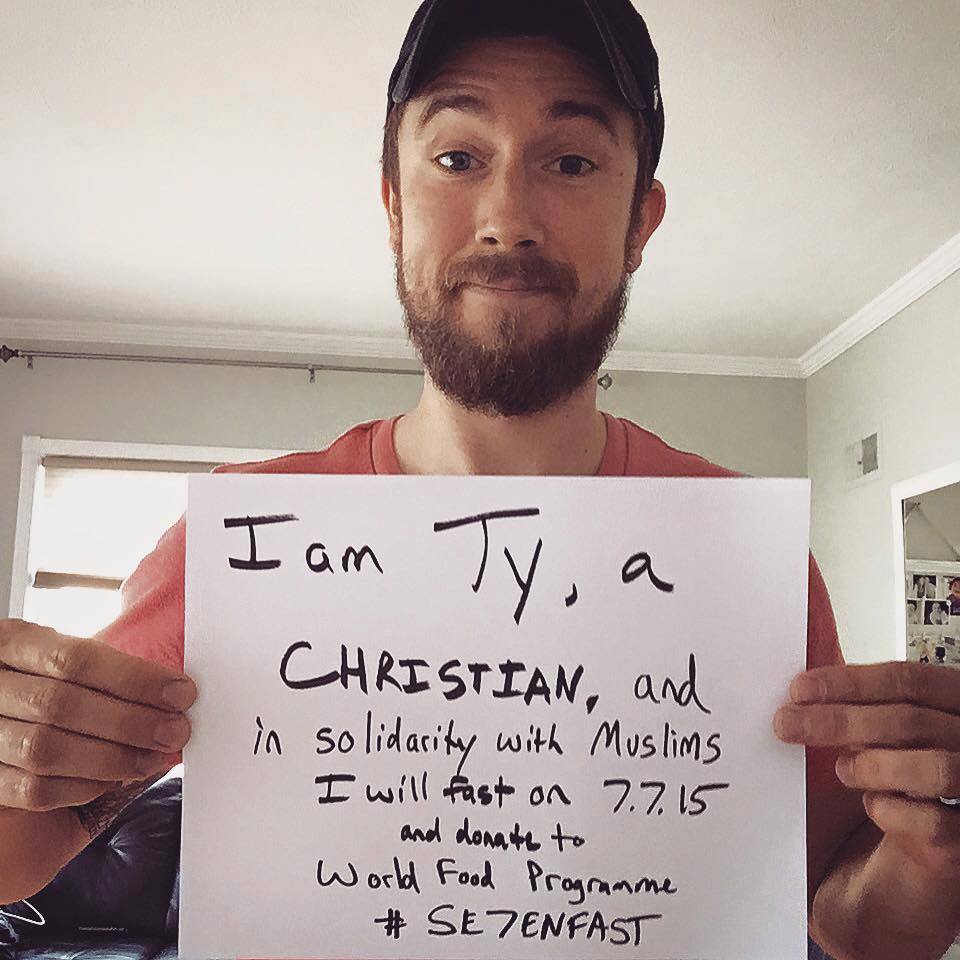 I am Ty, a
CHRISTIAN, and
in solidarity with Muslims
I will fast on 7.7.15
and donate to
World Food Programme
# SE7ENFAST